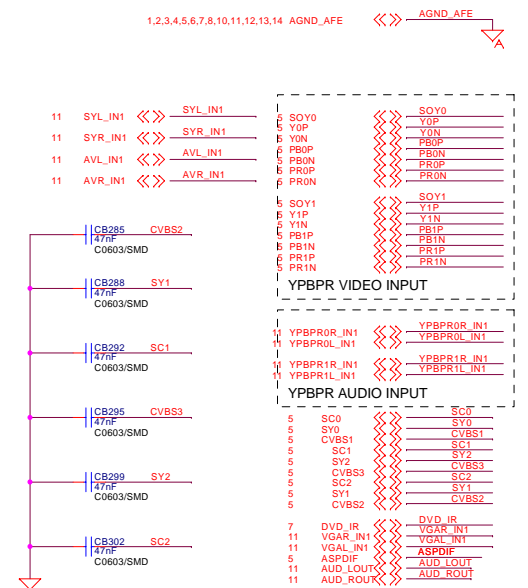 1,2,3,4,5,6,7,8,10,11,12,13,14 AGND_AFE AGND_AFE
A
11 SYL_IN1 SYL_IN1
11 SYR_IN1 SYR_IN1
11 AVL_IN1 AVL_IN1
11 AVR_IN1 AVR_IN1
5 SOY0 SOY0
5 Y0P Y0P
5 Y0N Y0N
5 PB0P PB0P
5 PB0N PB0N
5 PR0P PR0P
5 PR0N PR0N
5 SOY1 SOY1
5 Y1P Y1P
5 Y1N Y1N
5 PB1P PB1P
5 PB1N PB1N
5 PR1P PR1P
5 PR1N PR1N
YPBPR VIDEO INPUT
CB285 CVBS2
47nF
C0603/SMD
CB288 SY1
47nF
C0603/SMD
CB292 SC1
47nF
C0603/SMD
CB295 CVBS3
47nF
C0603/SMD
CB299 SY2
47nF
C0603/SMD
CB302 SC2
47nF
C0603/SMD
11 YPBPR0R_IN1 YPBPR0R_IN1
11 YPBPR0L_IN1 YPBPR0L_IN1
11 YPBPR1R_IN1 YPBPR1R_IN1
11 YPBPR1L_IN1 YPBPR1L_IN1
YPBPR AUDIO INPUT
5 SC0 SC0
5 SY0 SY0
5 CVBS1 CVBS1
5 SC1 SC1
5 SY2 SY2
5 CVBS3 CVBS3
5 SC2 SC2
5 SY1 SY1
5 CVBS2 CVBS2
7 DVD_IR DVD_IR
11 VGAR_IN1 VGAR_IN1
11 VGAL_IN1 VGAL_IN1
5 ASPDIF ASPDIF
11 AUD_LOUT AUD_LOUT
11 AUD_ROUT AUD_ROUT